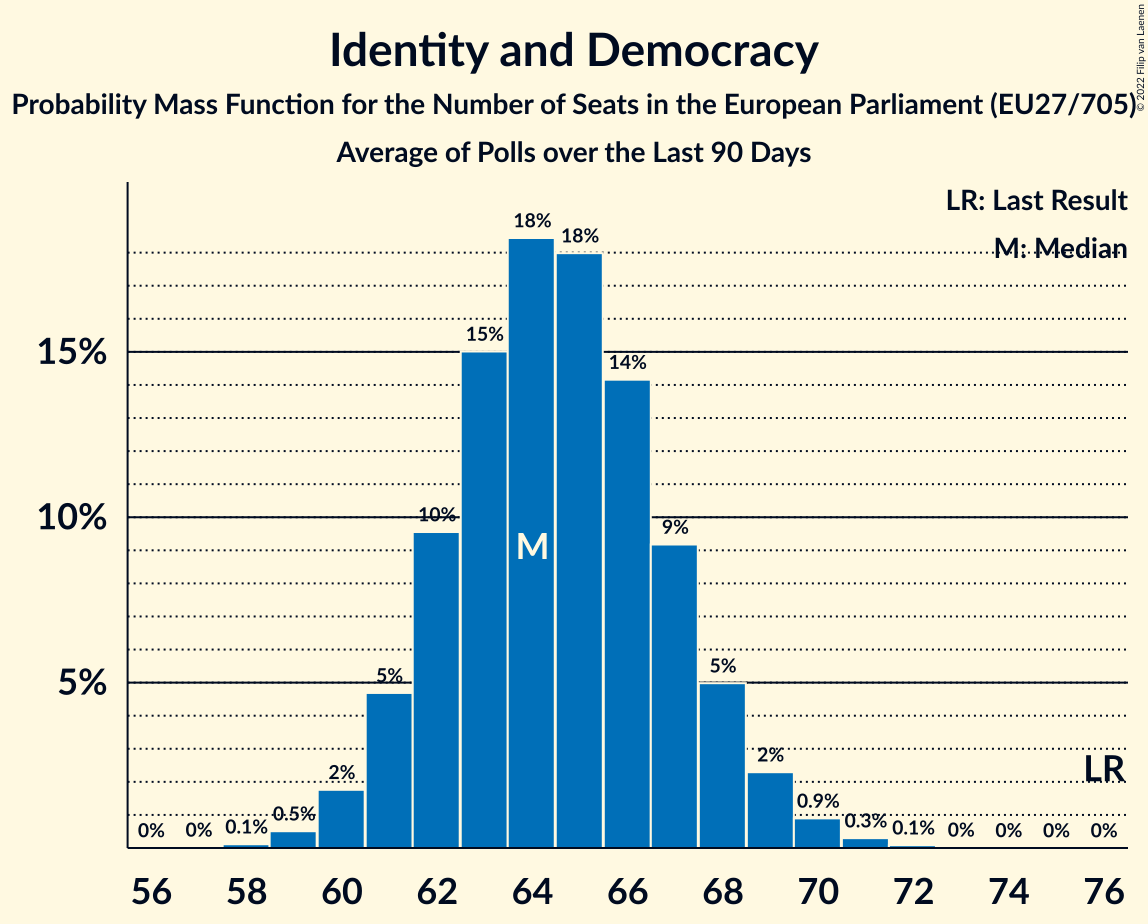 Identity and Democracy
Probability Mass Function for the Number of Seats in the European Parliament (EU27/705)
Average of Polls over the Last 90 Days
© 2022 Filip van Laenen
LR: Last Result
M: Median
18%
18%
15%
15%
14%
10%
10%
9%
M
5%
5%
5%
2%
2%
LR
0%
0%
0.1%
0.5%
0.9%
0.3%
0.1%
0%
0%
0%
0%
56 58 60 62 64 66 68 70 72 74 76